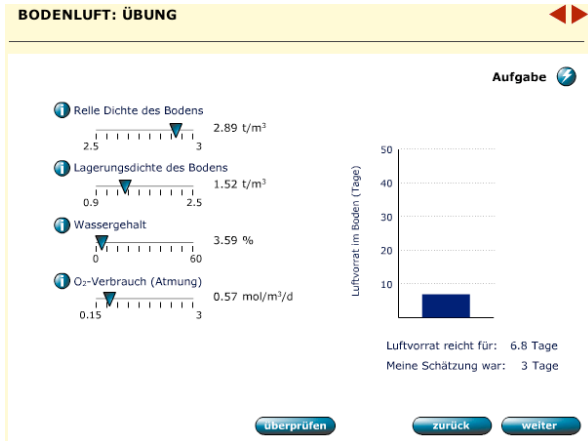 BODENLUFT: ÜBUNG
Aufgabe
Relle Dichte des Bodens
2.89 t/m³
2.5 3
Lagerungsdichte des Bodens
1.52 t/m³
0.9 2.5
Wassergehalt
3.59 %
0 60
O₂-Verbrauch (Atmung)
0.57 mol/m³/d
0.15 3
Luftvorrat im Boden (Tage)
50
40
30
20
10
Luftvorrat reicht für: 6.8 Tage
Meine Schätzung war: 3 Tage
überprüfen zurück weiter